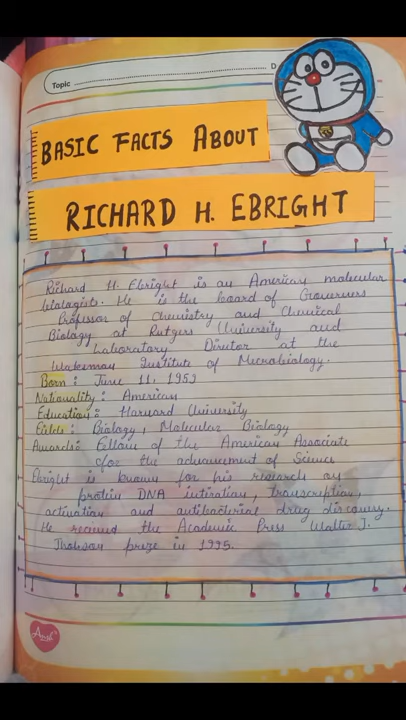 Topic
D
BASIC FACTS ABOUT
RICHARD H. EBRIGHT
Richard H. Ebright is an American molecular
biologist. He is the board of Governers
Professor of Chemistry and Chemical
Biology at Rutgers University and
Laboratory Director at the
Waksman Institute of Microbiology.
Born: June 11, 1959
Nationality: American
Education: Harvard University
Fields: Biology, Molecular Biology
Awards: Fellow of the American Associate
for the advancement of Science
Ebright is known for his research on
protein DNA intiration, transcription,
activation and antibacterial drug discovery.
He recieved the Academic Press Walter J.
Johnson prize in 1995.